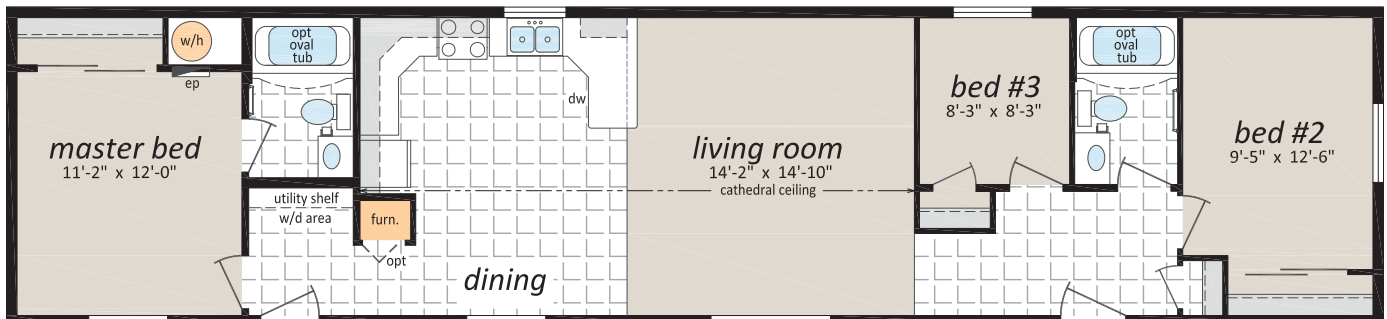 w/h
ep
master bed
11'-2" x 12'-0"
opt
oval
tub
utility shelf
w/d area
furn.
opt
dw
dining
living room
14'-2" x 14'-10"
cathedral ceiling
bed #3
8'-3" x 8'-3"
opt
oval
tub
bed #2
9'-5" x 12'-6"